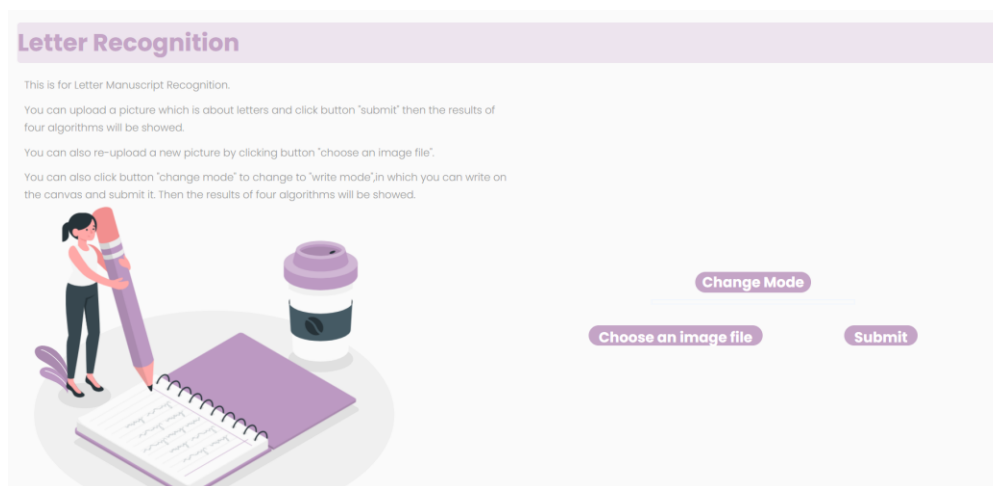 Letter Recognition
This is for Letter Manuscript Recognition.
You can upload a picture which is about letters and click button "submit" then the results of
four algorithms will be showed.
You can also re-upload a new picture by clicking button "choose an image file".
You can also click button "change mode" to change to "write mode",in which you can write on
the canvas and submit it. Then the results of four algorithms will be showed.
Change Mode
Choose an image file
Submit